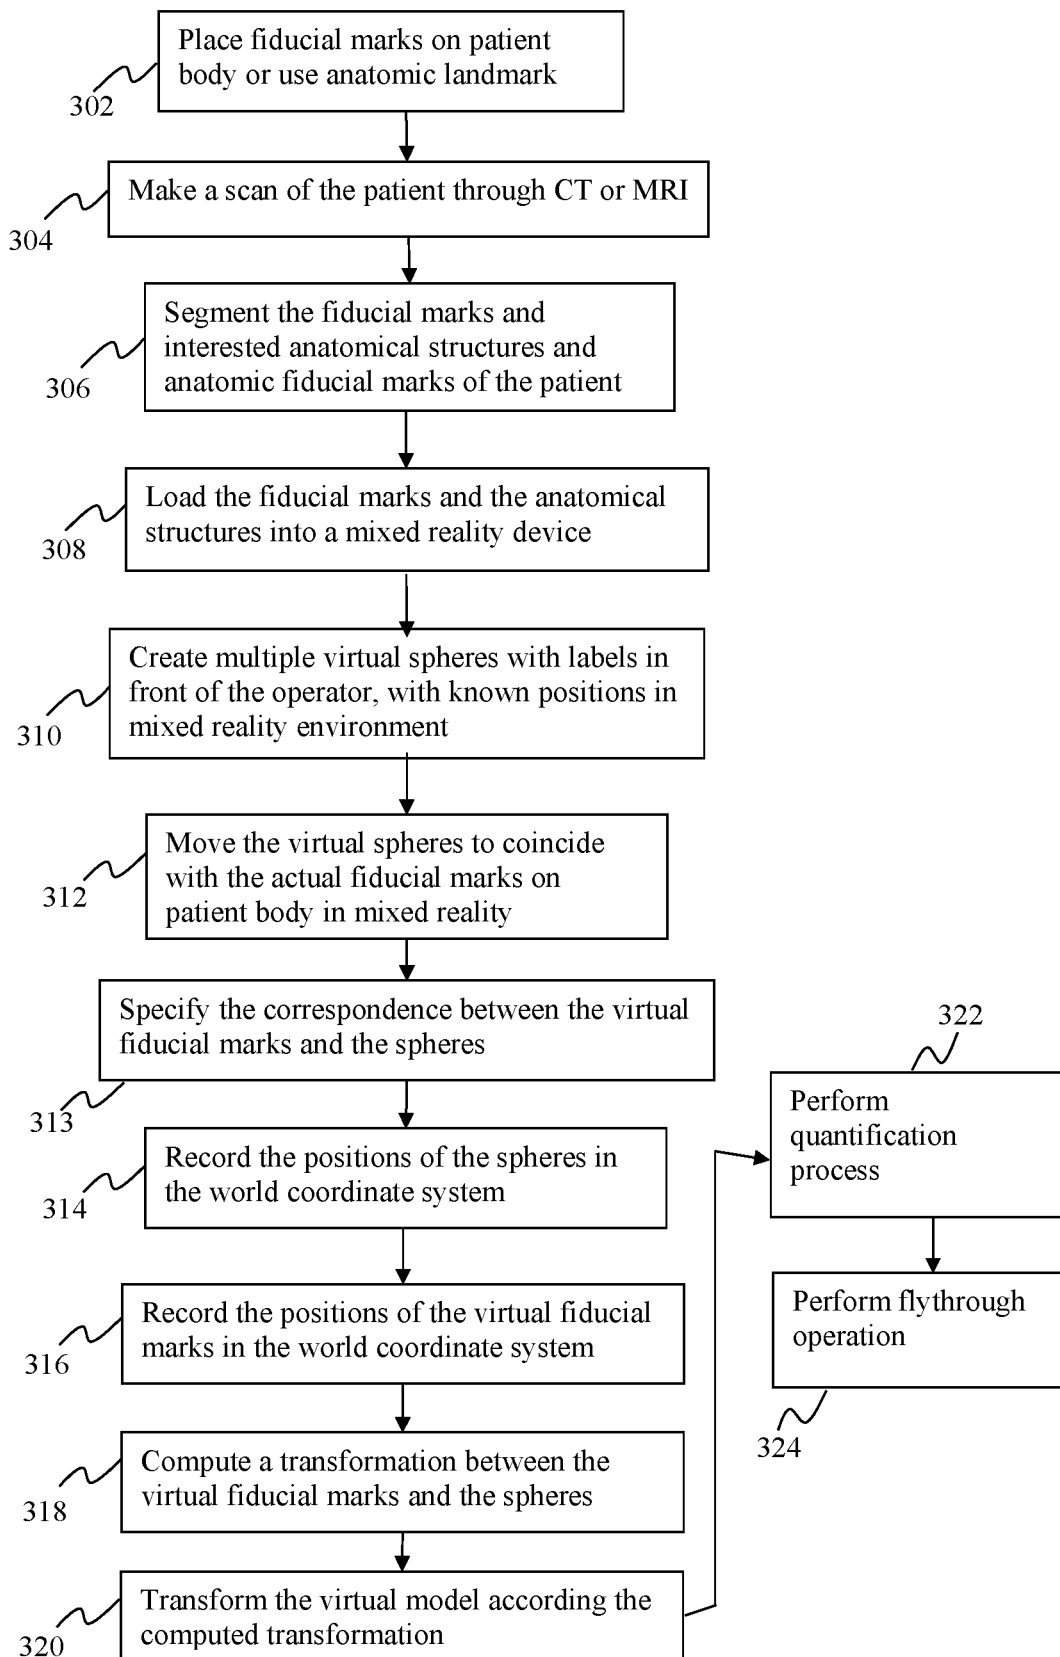 Place fiducial marks on patient
body or use anatomic landmark
302
Make a scan of the patient through CT or MRI
304
Segment the fiducial marks and
interested anatomical structures and
anatomic fiducial marks of the patient
306
Load the fiducial marks and the anatomical
structures into a mixed reality device
308
Create multiple virtual spheres with labels in
front of the operator, with known positions in
mixed reality environment
310
Move the virtual spheres to coincide
with the actual fiducial marks on
patient body in mixed reality
312
Specify the correspondence between the virtual
fiducial marks and the spheres
313
Record the positions of the spheres in
the world coordinate system
314
Record the positions of the virtual fiducial
marks in the world coordinate system
316
Compute a transformation between the
virtual fiducial marks and the spheres
318
Transform the virtual model according the
computed transformation
320
322
Perform
quantification
process
Perform flythrough
operation
324